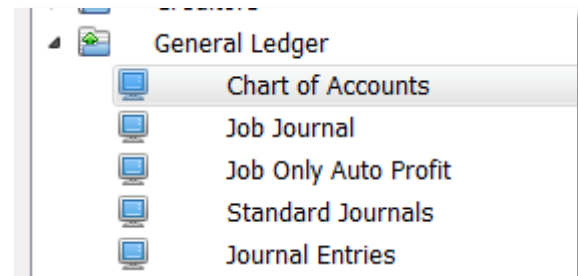 General Ledger
Chart of Accounts
Job Journal
Job Only Auto Profit
Standard Journals
Journal Entries